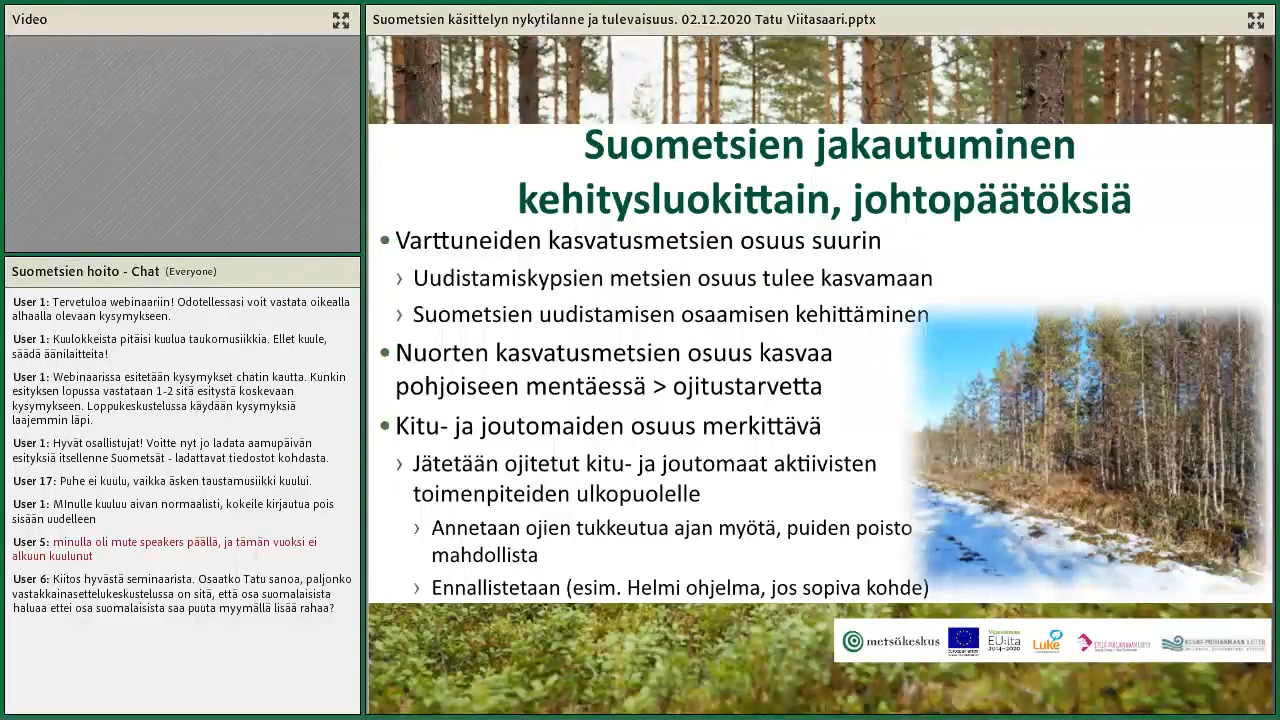 Video
Suometsien käsittelyn nykytilanne ja tulevaisuus. 02.12.2020 Tatu Viitasaari.pptx
Suometsien hoito - Chat (Everyone)
User 1: Tervetuloa webinaariin! Odotellessasi voit vastata oikealla
alhaalla olevaan kysymykseen.
User 1: Kuulokkeista pitäisi kuulua taukomusiikkia. Ellet kuule,
säädä äänilaitteita!
User 1: Webinaarissa esitetään kysymykset chatin kautta. Kunkin
esityksen lopussa vastataan 1-2 sitä esitystä koskevaan
kysymykseen. Loppukeskustelussa käydään kysymyksiä
laajemmin läpi.
User 1: Hyvät osallistujat! Voitte nyt jo ladata aamupäivän
esityksiä itsellenne Suometsät - ladattavat tiedostot kohdasta.
User 17: Puhe ei kuulu, vaikka äsken taustamusiikki kuului.
User 1: MInulle kuuluu aivan normaalisti, kokeile kirjautua pois
sisään uudelleen
User 5: minulla oli mute speakers päällä, ja tämän vuoksi ei
alkuun kuulunut
User 6: Kiitos hyvästä seminaarista. Osaatko Tatu sanoa, paljonko
vastakkainasettelukeskustelussa on sitä, että osa suomalaisista
haluaa ettei osa suomalaisista saa puuta myymällä lisää rahaa?
Suometsien jakautuminen
kehitysluokittain, johtopäätöksiä
• Varttuneiden kasvatusmetsien osuus suurin
› Uudistamiskypsien metsien osuus tulee kasvamaan
› Suometsien uudistamisen osaamisen kehittäminen
• Nuorten kasvatusmetsien osuus kasvaa
pohjoiseen mentäessä > ojitustarvetta
• Kitu- ja joutomaiden osuus merkittävä
› Jätetään ojitetut kitu- ja joutomaat aktiivisten
toimenpiteiden ulkopuolelle
› Annetaan ojien tukkeutua ajan myötä, puiden poisto
mahdollista
› Ennallistetaan (esim. Helmi ohjelma, jos sopiva kohde)
metsäkeskus
EU:lta
2014–2020
Luke